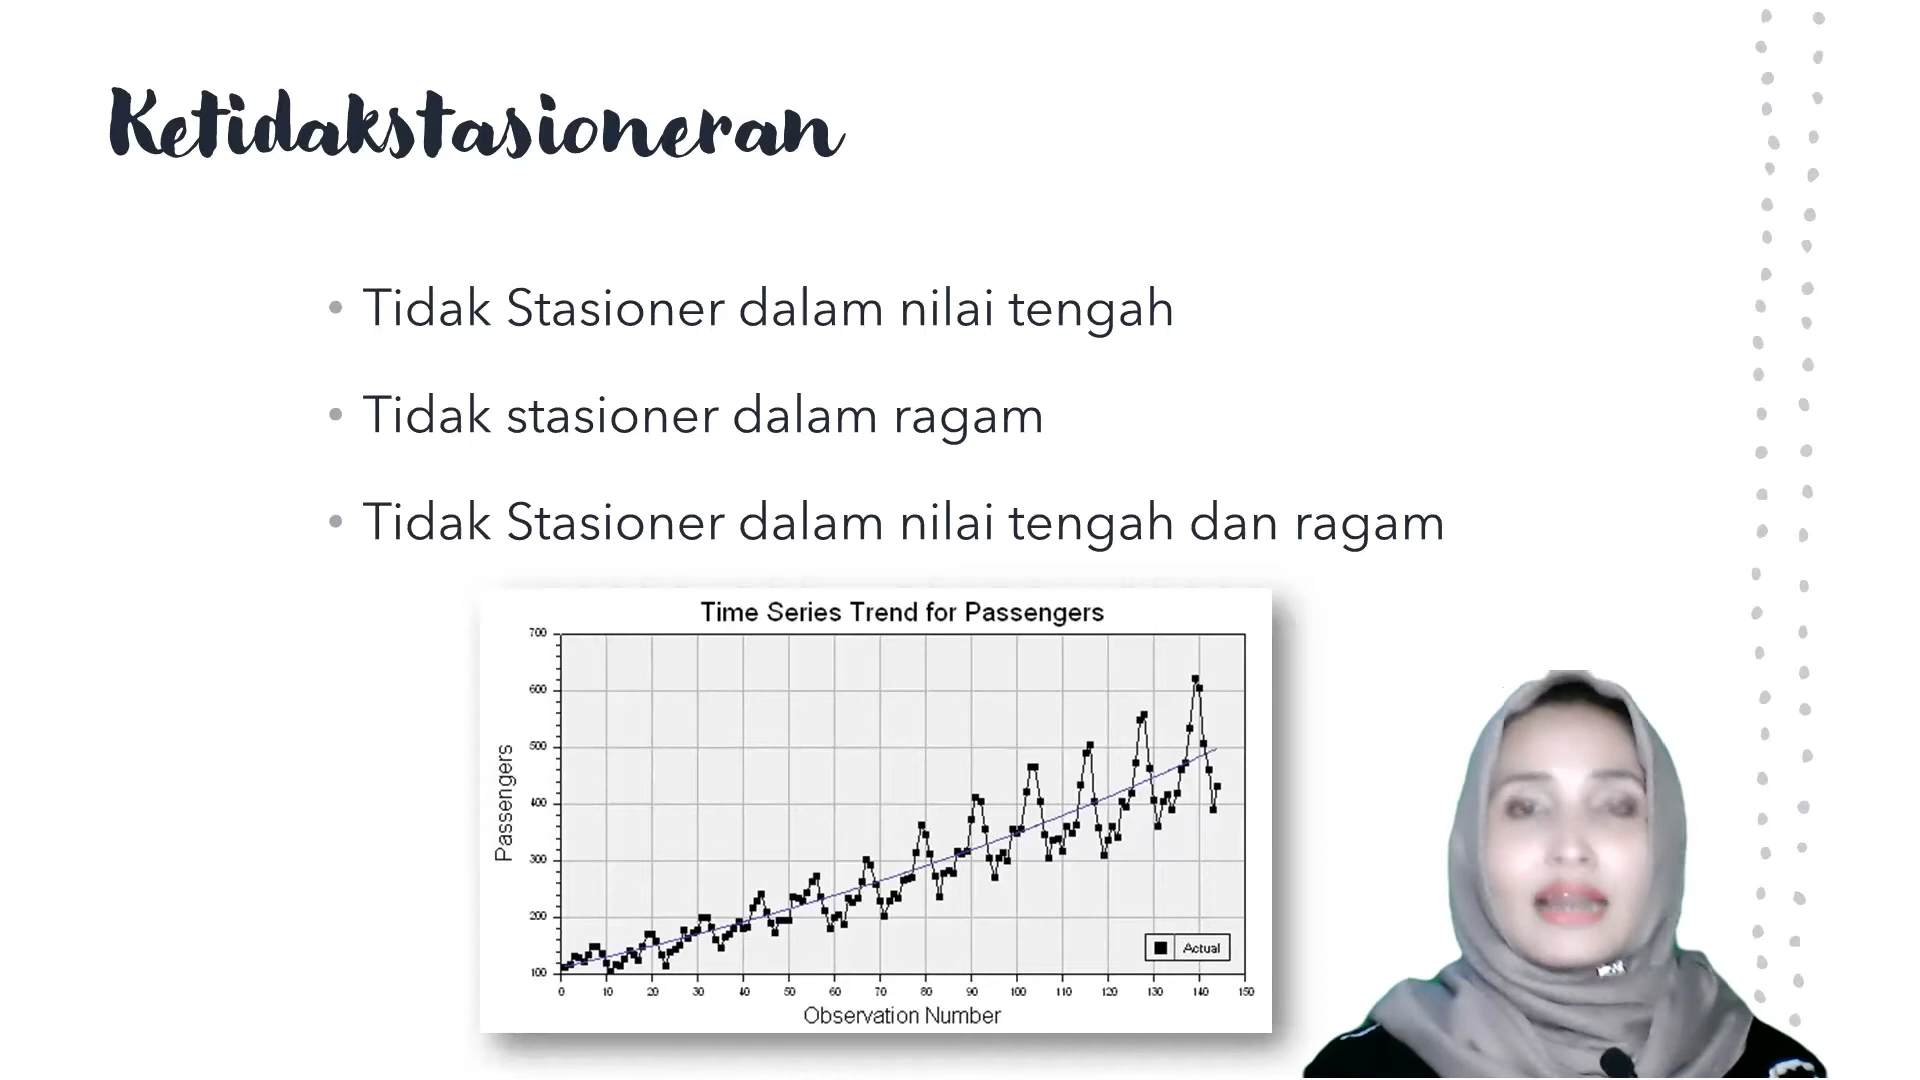 Ketidakstasioneran
• Tidak Stasioner dalam nilai tengah
• Tidak stasioner dalam ragam
• Tidak Stasioner dalam nilai tengah dan ragam
Time Series Trend for Passengers
700
600
500
400
300
200
100
Passengers
Actual
0 10 20 30 40 50 60 70 80 90 100 110 120 130 140 150
Observation Number